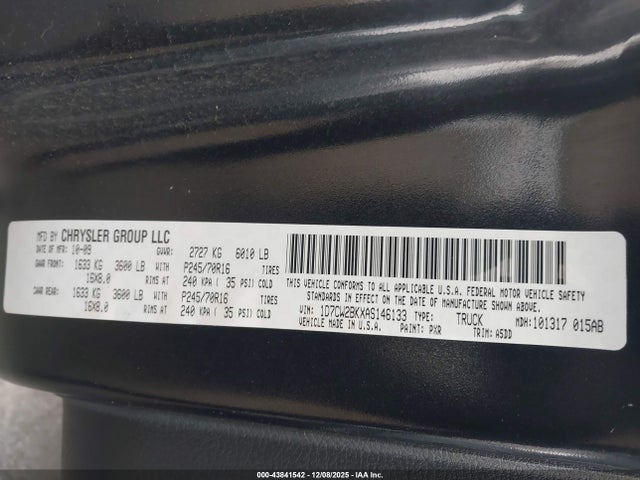 MFD BY CHRYSLER GROUP LLC
DATE OF MFR: 10-09 GVWR: 2727 KG 6010 LB
GAWR FRONT: 1633 KG 3600 LB WITH P245/70R16 TIRES
16X8.0 RIMS AT 240 KPA ( 35 PSI) COLD
GAWR REAR: 1633 KG 3600 LB WITH P245/70R16 TIRES
16X8.0 RIMS AT 240 KPA ( 35 PSI) COLD
THIS VEHICLE CONFORMS TO ALL APPLICABLE U.S.A. FEDERAL MOTOR VEHICLE SAFETY
STANDARDS IN EFFECT ON THE DATE OF MANUFACTURE SHOWN ABOVE.
VIN: 1D7CW2BKXAS146133 TYPE: TRUCK MDH: 101317 015AB
VEHICLE MADE IN U.S.A. PAINT: PXR TRIM: A5DD
000-43841542 - 12/08/2025 - IAA Inc.